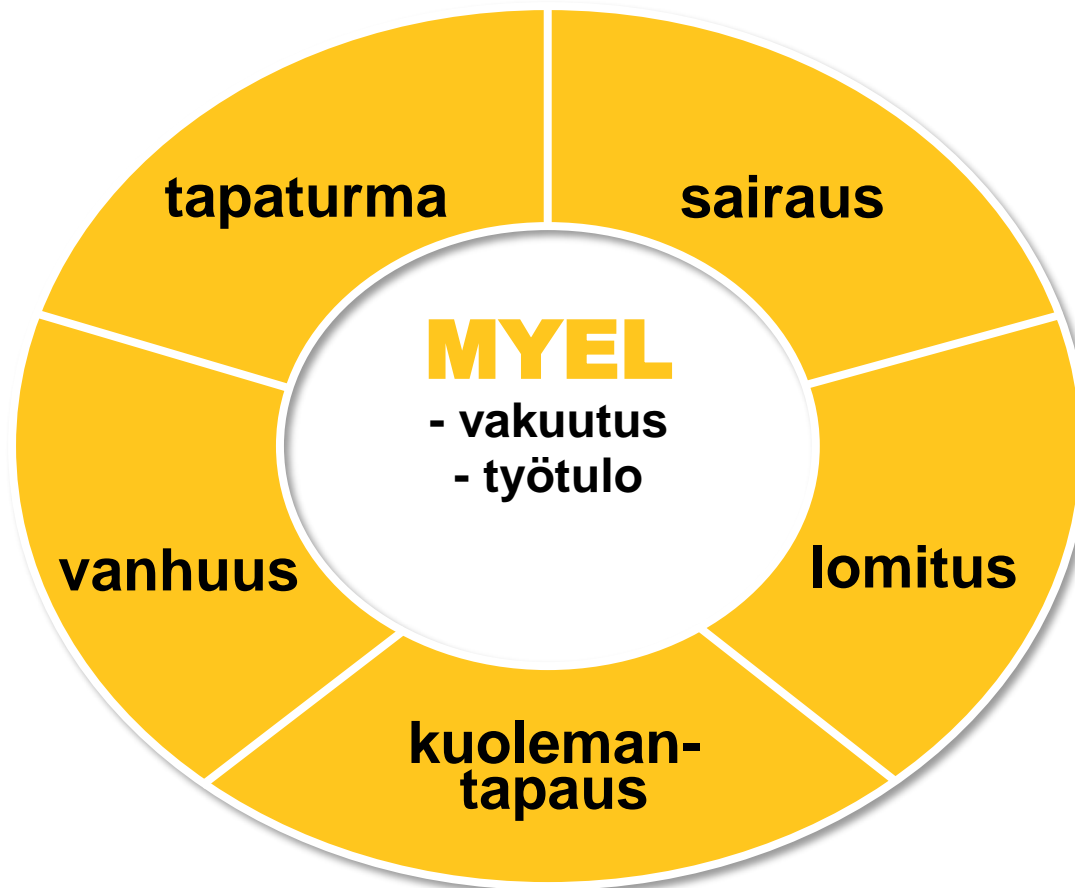 tapaturma
sairaus
MYEL
- vakuutus
- työtulo
vanhuus
lomitus
kuoleman-
tapaus